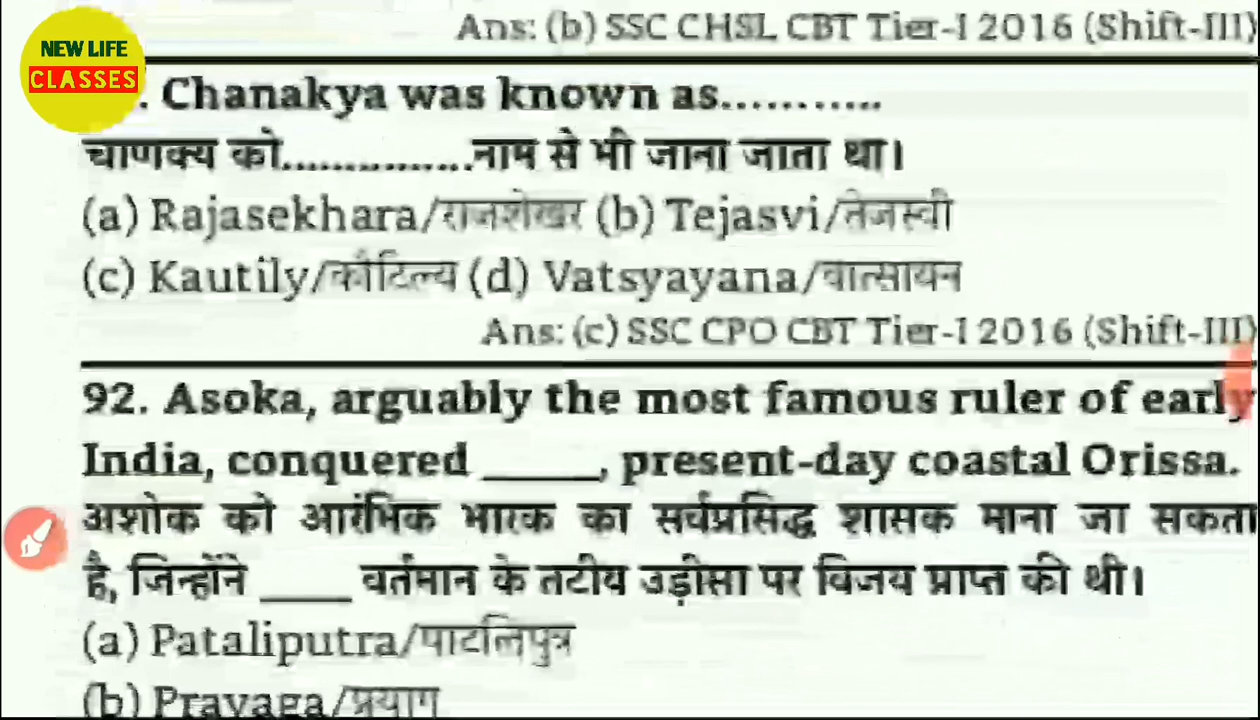 Ans: (b) SSC CHSL CBT Tier-I 2016 (Shift-III)
NEW LIFE
CLASSES
. Chanakya was known as...........
चाणक्य को...............नाम से भी जाना जाता था।
(a) Rajasekhara/राजशेखर (b) Tejasvi/तेजस्वी
(c) Kautily/कौटिल्य (d) Vatsyayana/वात्सायन
Ans: (c) SSC CPO CBT Tier-I 2016 (Shift-III)
92. Asoka, arguably the most famous ruler of early
India, conquered _____, present-day coastal Orissa.
अशोक को आरंभिक भारक का सर्वप्रसिद्ध शासक माना जा सकता
है, जिन्होंने ____ वर्तमान के तटीय उड़ीसा पर विजय प्राप्त की थी।
(a) Pataliputra/पाटलिपुत्र
(b) Prayaga/प्रयाग